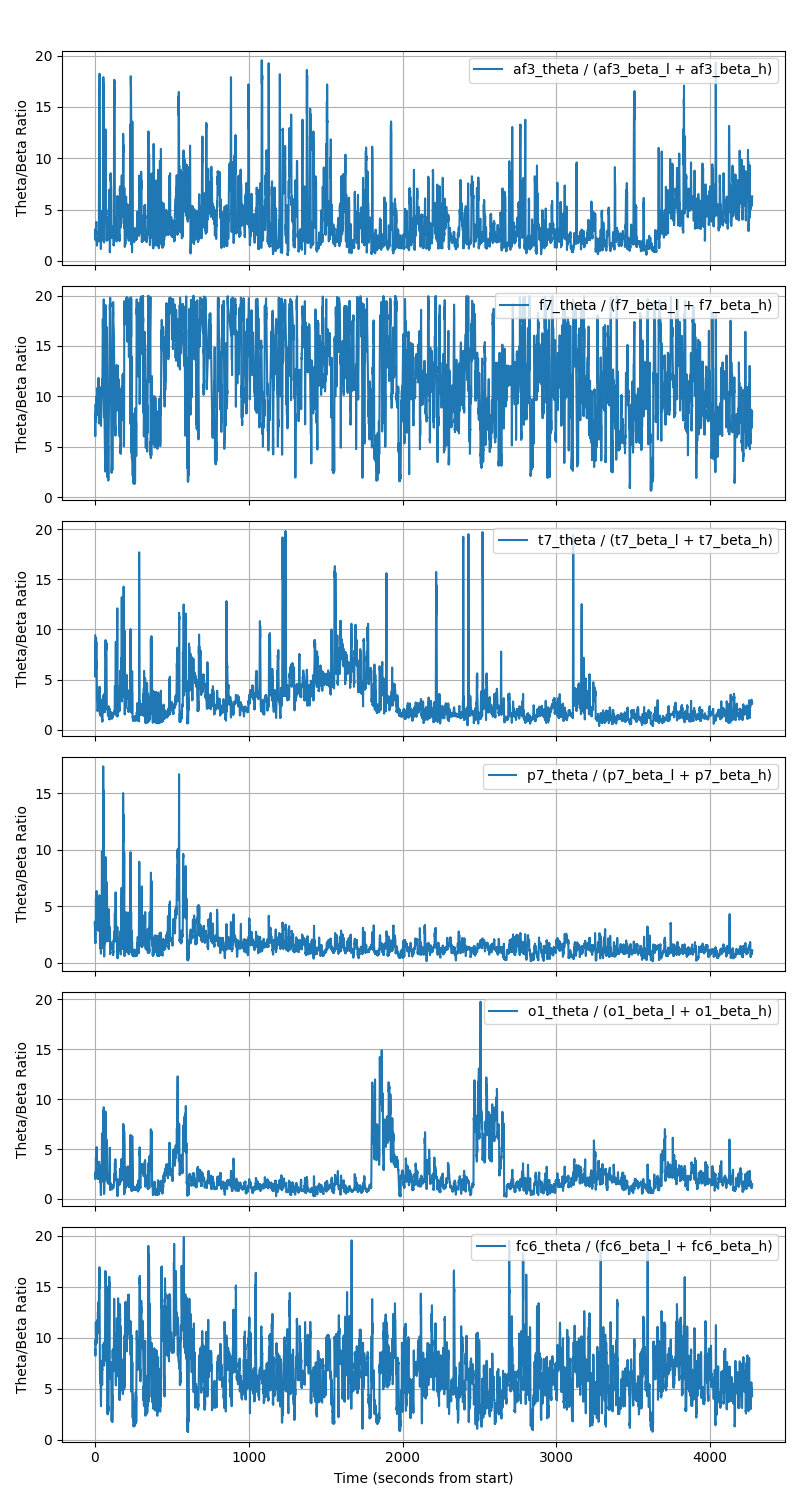 20
15
10
5
0
Theta/Beta Ratio
af3_theta / (af3_beta_l + af3_beta_h)
20
15
10
5
0
Theta/Beta Ratio
f7_theta / (f7_beta_l + f7_beta_h)
20
15
10
5
0
Theta/Beta Ratio
t7_theta / (t7_beta_l + t7_beta_h)
15
10
5
0
Theta/Beta Ratio
p7_theta / (p7_beta_l + p7_beta_h)
20
15
10
5
0
Theta/Beta Ratio
o1_theta / (o1_beta_l + o1_beta_h)
20
15
10
5
0
Theta/Beta Ratio
fc6_theta / (fc6_beta_l + fc6_beta_h)
0 1000 2000 3000 4000
Time (seconds from start)